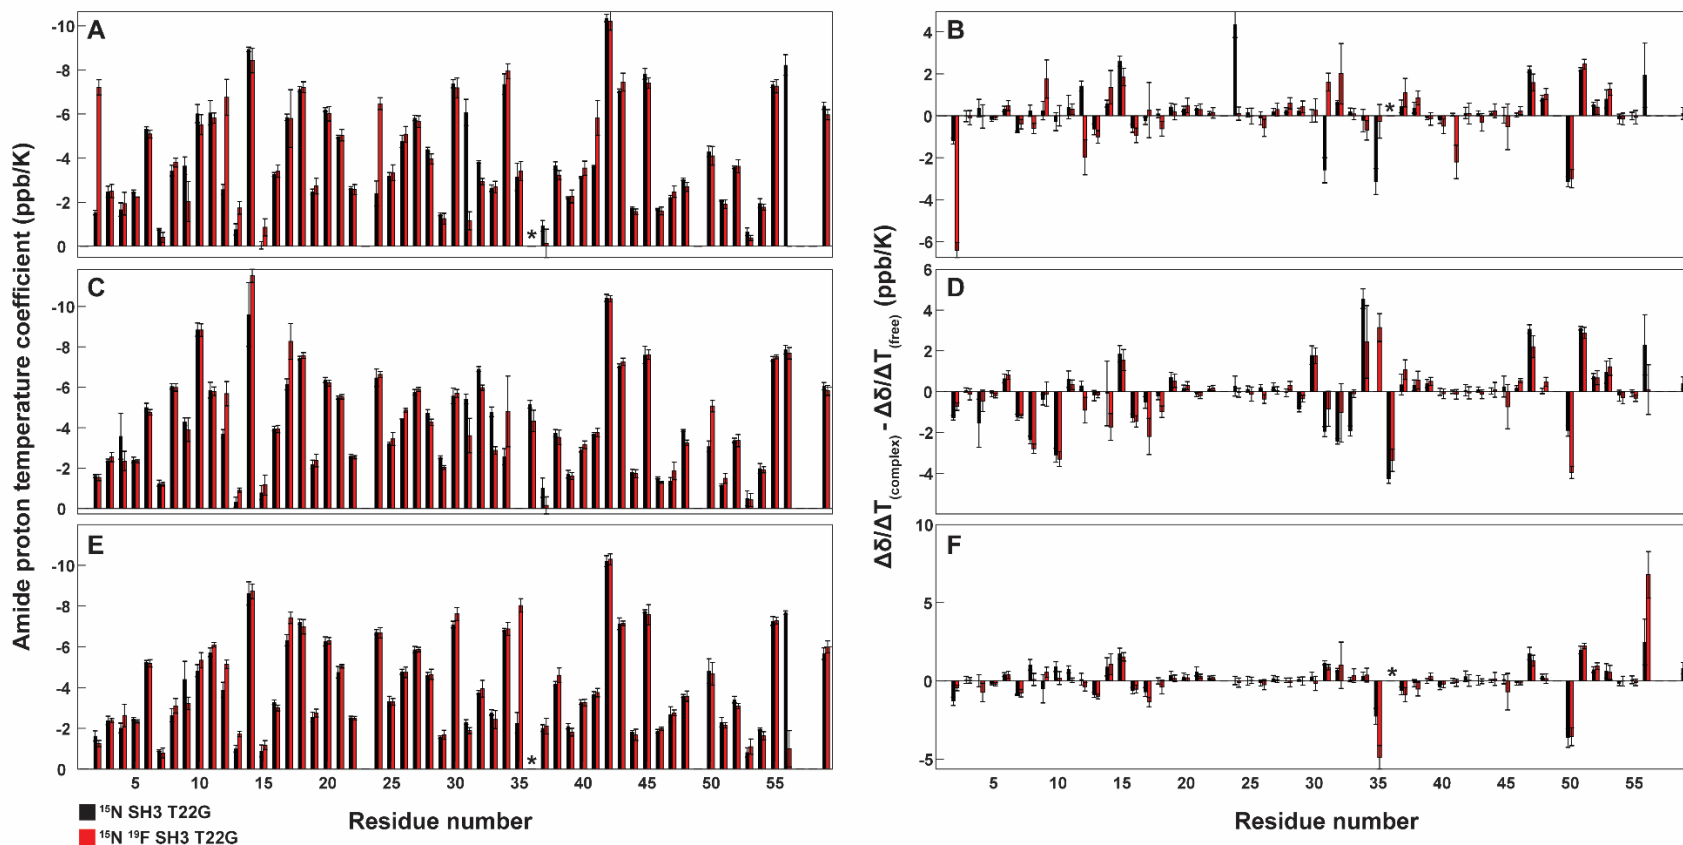 A
-10
-8
-6
-4
-2
0
*
B
4
2
0
-2
-4
-6
*
C
-10
-8
-6
-4
-2
0
D
6
4
2
0
-2
-4
E
-10
-8
-6
-4
-2
0
*
5 10 15 20 25 30 35 40 45 50 55
F
10
5
0
-5
*
5 10 15 20 25 30 35 40 45 50 55
Amide proton temperature coefficient (ppb/K)
Δδ/ΔT (complex) - Δδ/ΔT (free) (ppb/K)
Residue number
Residue number
¹⁵N SH3 T22G
¹⁵N ¹⁹F SH3 T22G